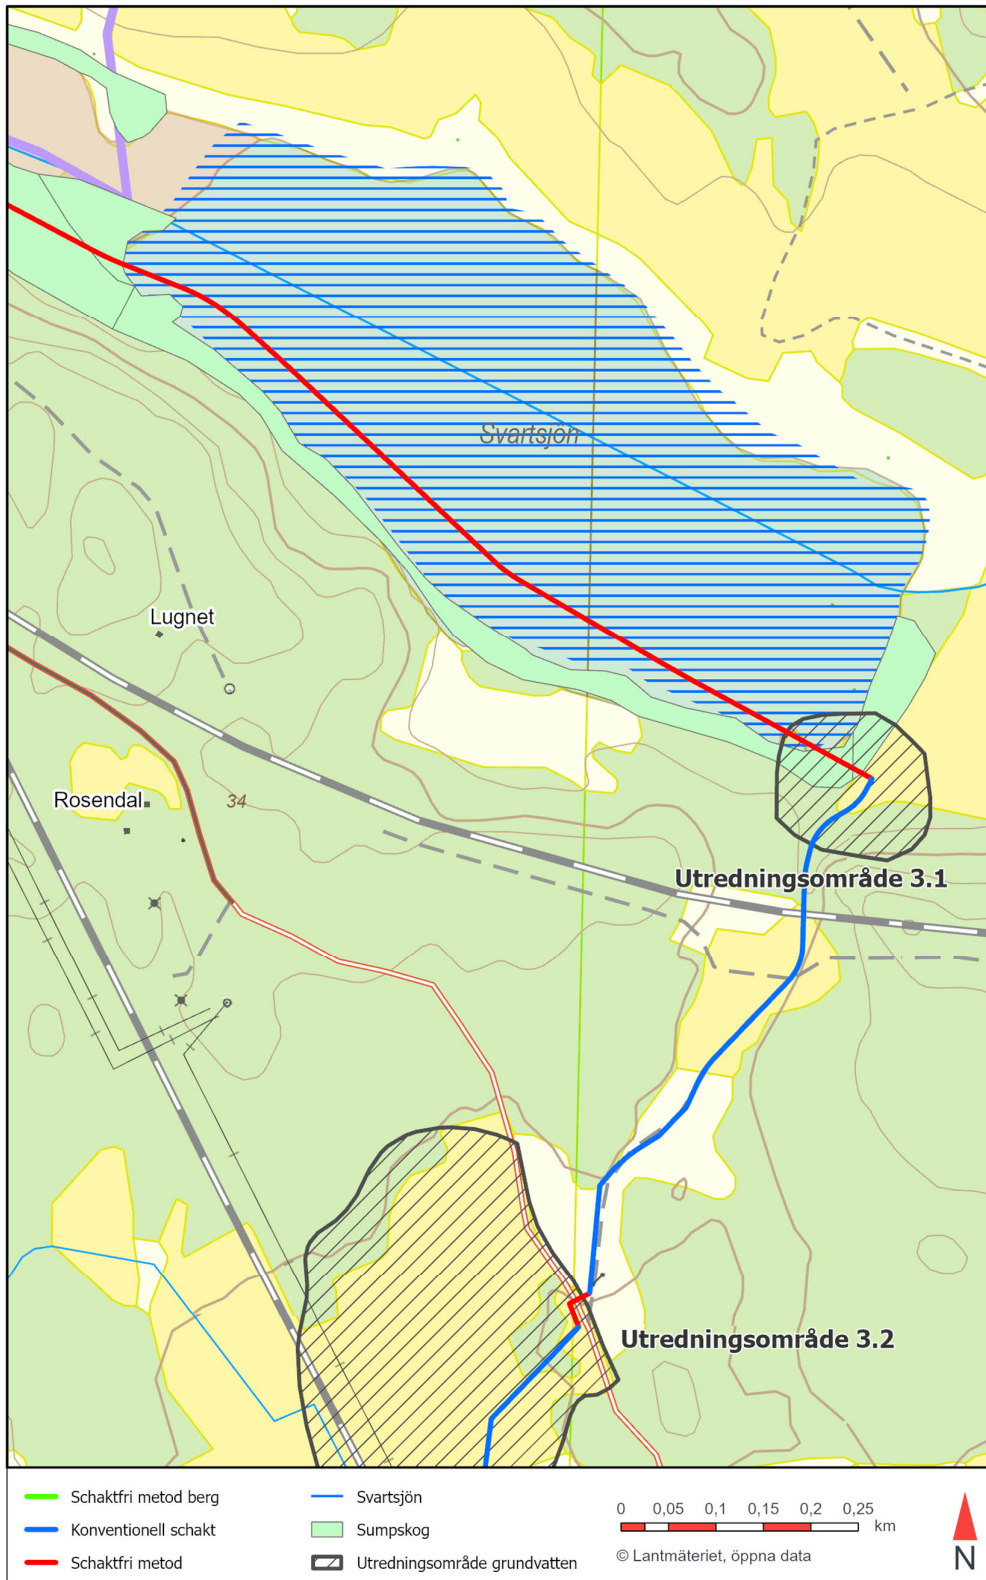 Svartsjön
Lugnet
Rosendal
34
Utredningsområde 3.1
Utredningsområde 3.2
Schaktfri metod berg
Konventionell schakt
Schaktfri metod
Svartsjön
Sumpskog
Utredningsområde grundvatten
0 0,05 0,1 0,15 0,2 0,25
km
© Lantmäteriet, öppna data
N